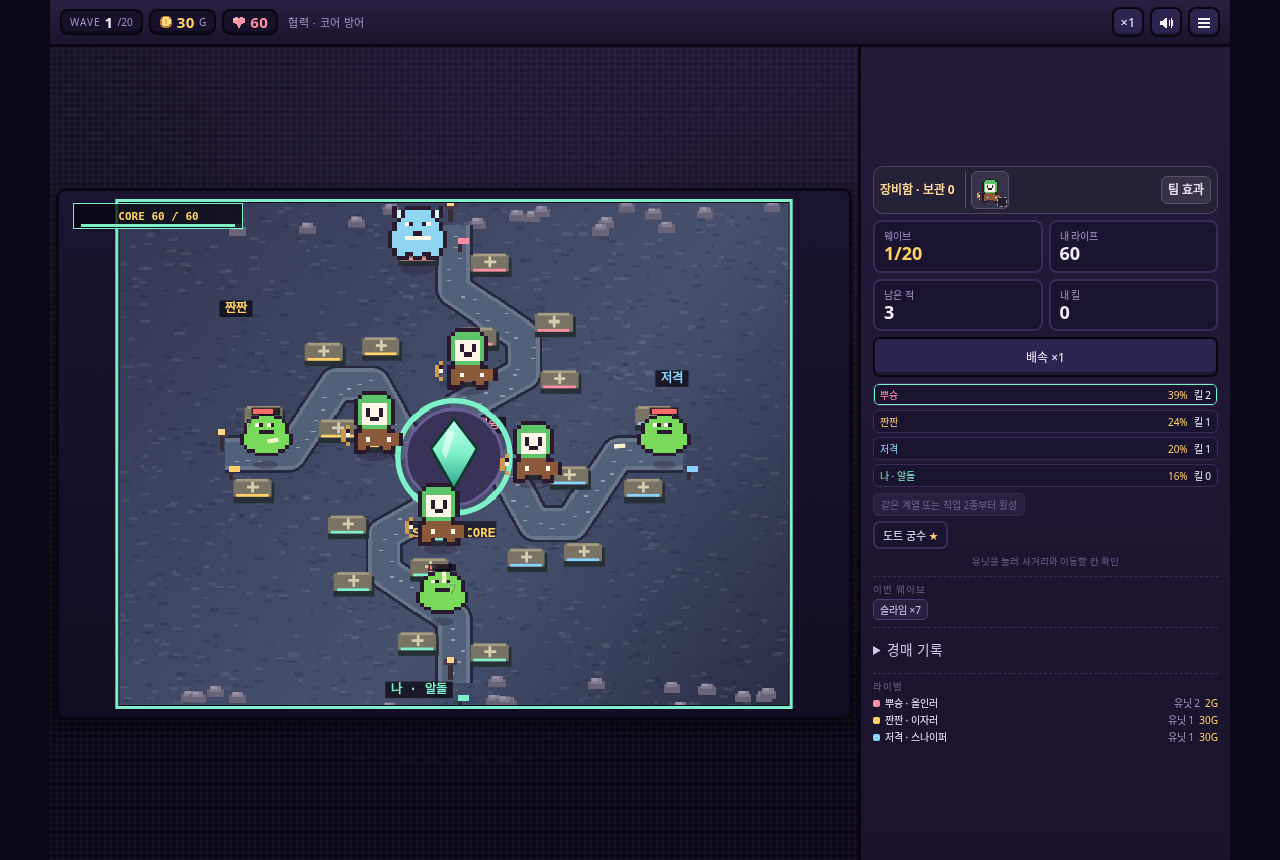 WAVE 1 /20
30 G
60
협력 · 코어 방어
×1
CORE 60 / 60
짠짠
저격
CORE
나 · 알돌
장비함 · 보관 0
팀 효과
웨이브
1/20
내 라이프
60
남은 적
3
내 킬
0
배속 ×1
뿌슝 39% 킬 2
짠짠 24% 킬 1
저격 20% 킬 1
나 · 알돌 16% 킬 0
같은 계열 또는 직업 2종부터 활성
도트 궁수 ★
유닛을 눌러 사거리와 이동할 칸 확인
이번 웨이브
슬라임 ×7
▶ 경매 기록
라이벌
뿌슝 · 올인러 유닛 2 2G
짠짠 · 이자러 유닛 1 30G
저격 · 스나이퍼 유닛 1 30G